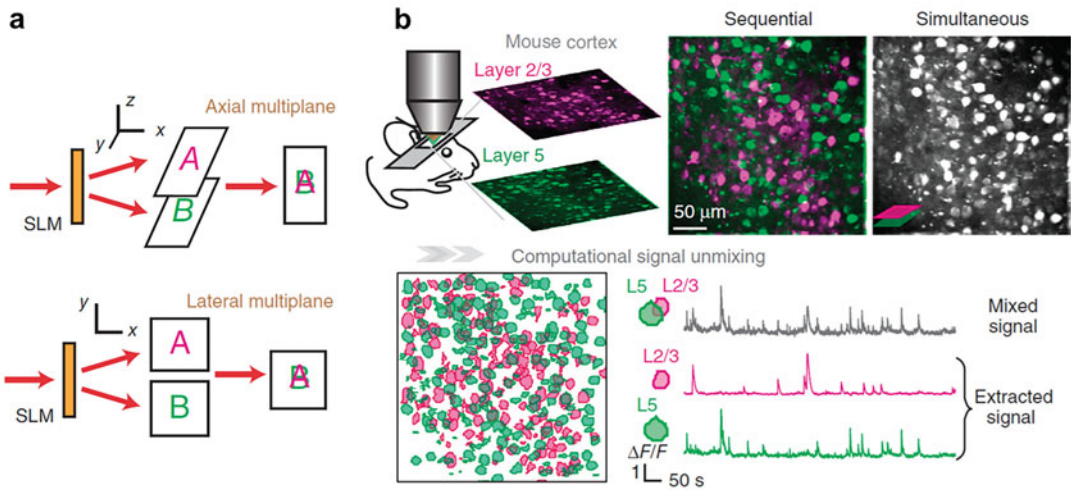 a
z
y
x
Axial multiplane
A
B
SLM
A
B
y
x
Lateral multiplane
A
B
SLM
A
B
b
Mouse cortex
Layer 2/3
Layer 5
Sequential
Simultaneous
50 μm
Computational signal unmixing
L5
L2/3
Mixed
signal
L2/3
L5
Extracted
signal
ΔF/F
1
50 s